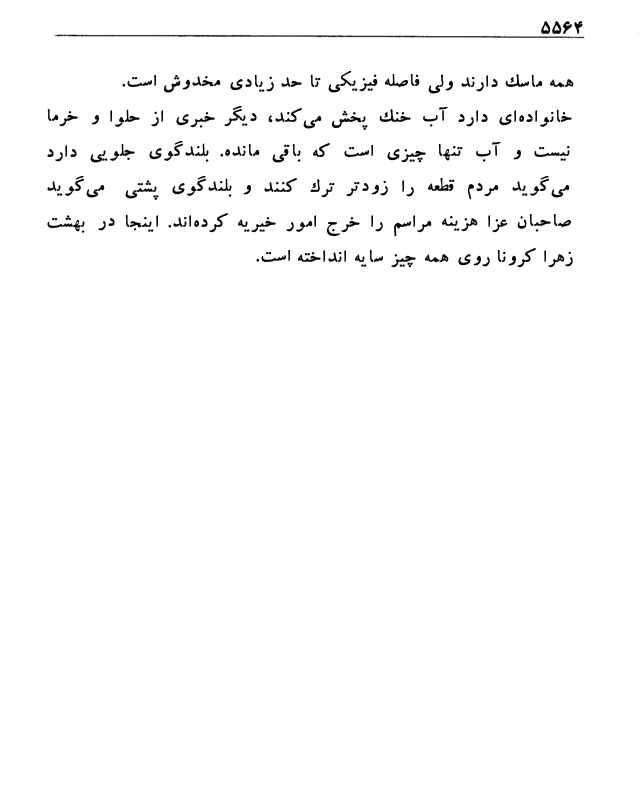 ۵۵۶۴
همه ماسك دارند ولی فاصله فیزیکی تا حد زیادی مخدوش است.
خانواده‌ای دارد آب خنك پخش می‌کند، دیگر خبری از حلوا و خرما
نیست و آب تنها چیزی است که باقی مانده. بلندگوی جلویی دارد
می‌گوید مردم قطعه را زودتر ترك کنند و بلندگوی پشتی می‌گوید
صاحبان عزا هزینه مراسم را خرج امور خیریه کرده‌اند. اینجا در بهشت
زهرا کرونا روی همه چیز سایه انداخته است.